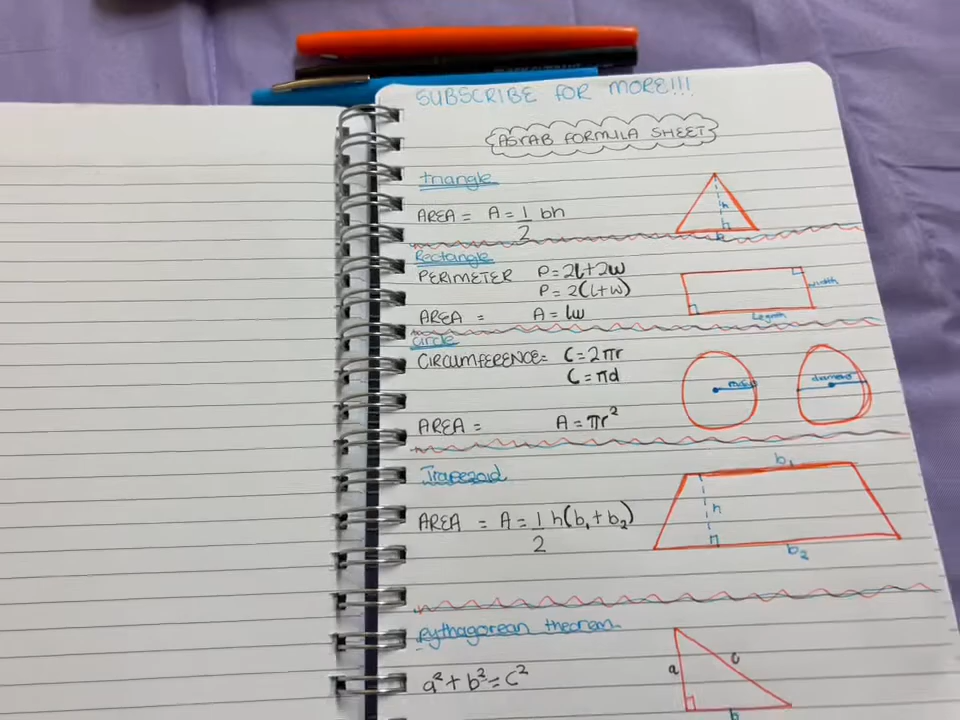 SUBSCRIBE FOR MORE!!!
ASVAB FORMULA SHEET
Triangle
AREA = A = 1/2 bh
h
b
Rectangle
PERIMETER P = 2l + 2w
P = 2(l + w)
AREA = A = lw
width
Length
Circle
CIRCUMFERENCE = C = 2πr
C = πd
AREA = A = πr²
radius
diameter
Trapezoid
AREA = A = 1/2 h(b₁ + b₂)
b₁
h
b₂
Pythagorean theorem
a² + b² = c²
a
c
b